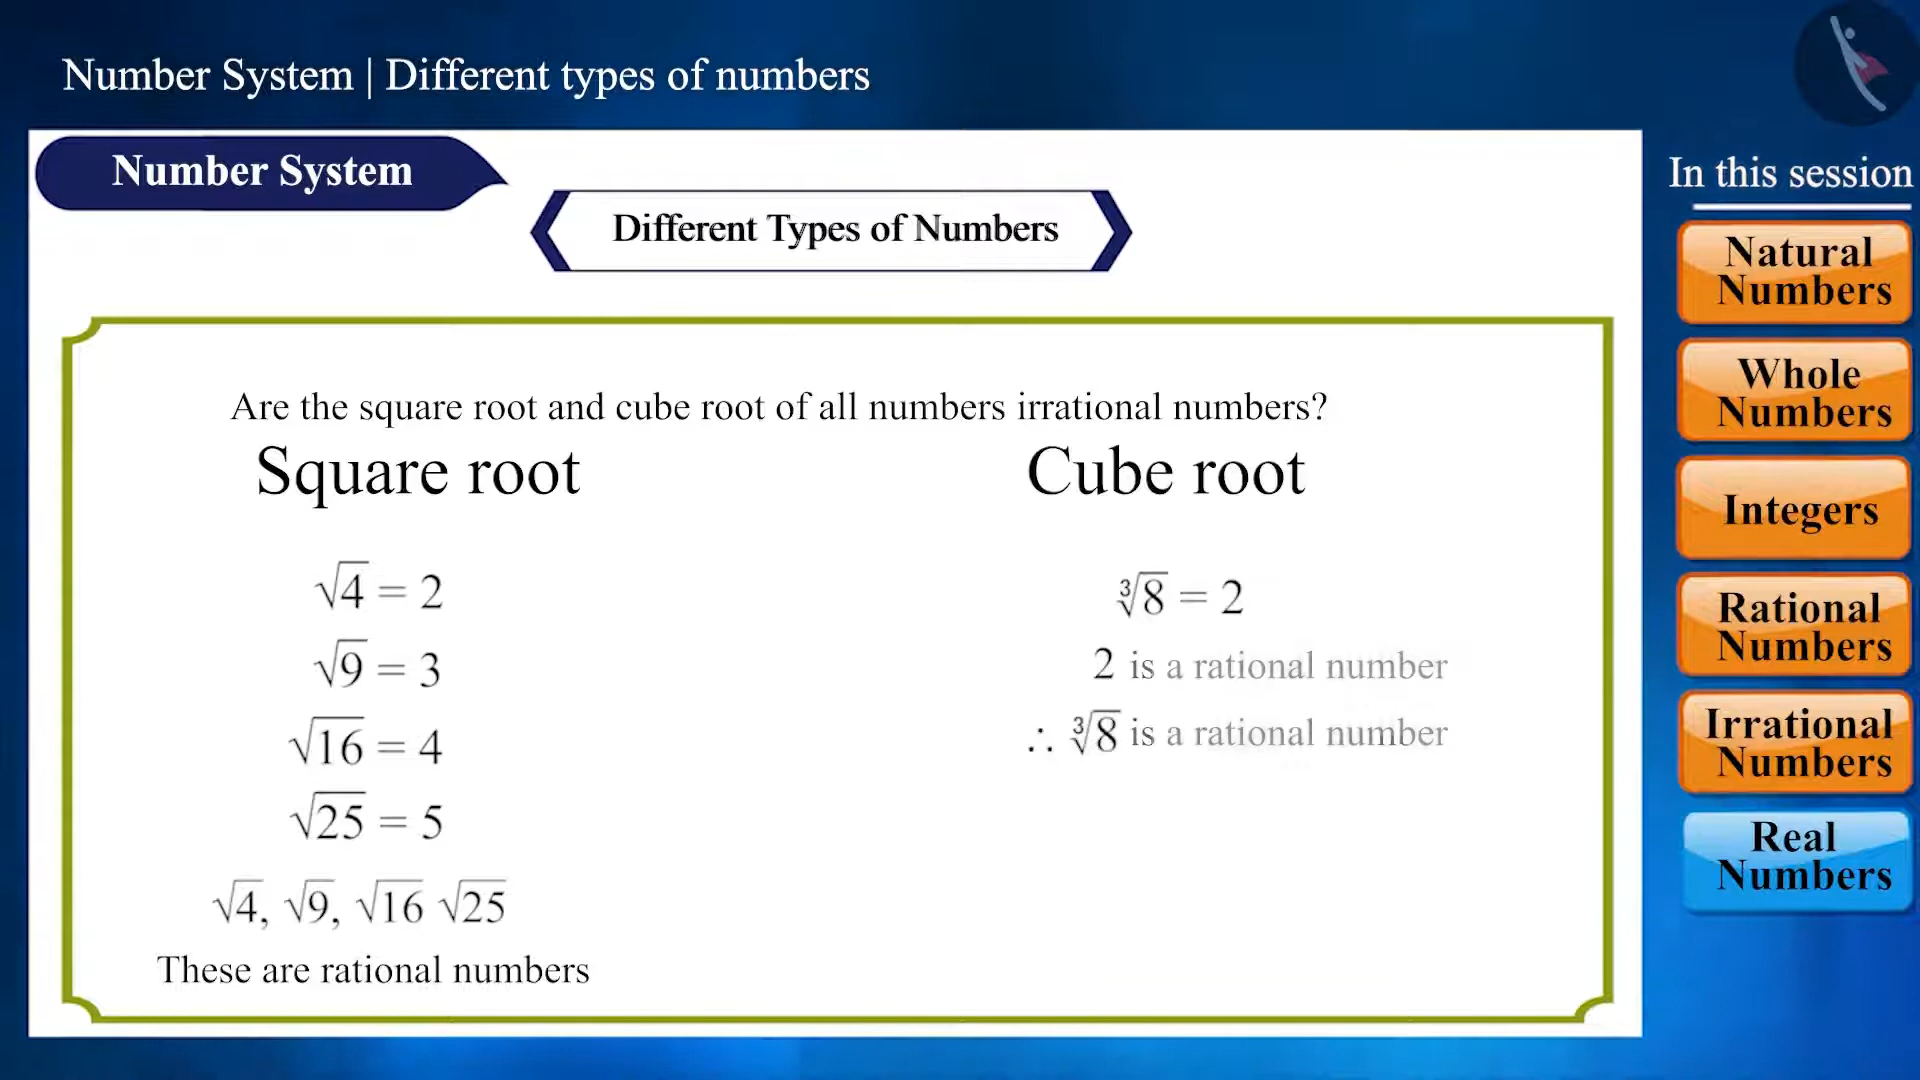 Number System | Different types of numbers
Number System
Different Types of Numbers
Are the square root and cube root of all numbers irrational numbers?
Square root
√4 = 2
√9 = 3
√16 = 4
√25 = 5
√4, √9, √16 √25
These are rational numbers
Cube root
∛8 = 2
2 is a rational number
∴ ∛8 is a rational number
In this session
Natural
Numbers
Whole
Numbers
Integers
Rational
Numbers
Irrational
Numbers
Real
Numbers